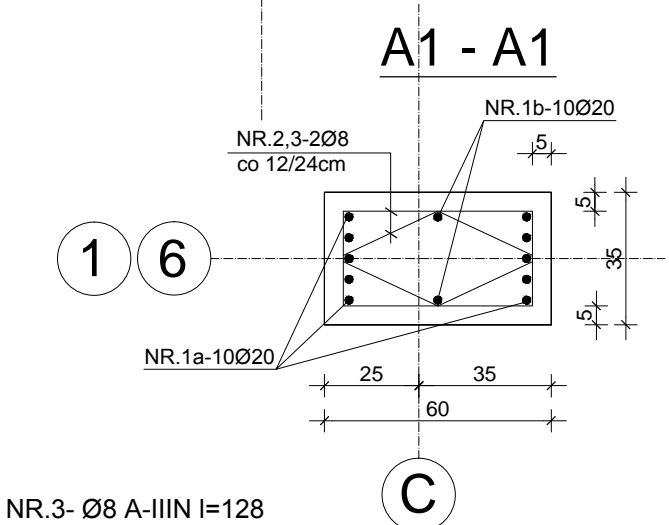 A1 - A1
NR.1b-10Ø20
NR.2,3-2Ø8
co 12/24cm
5
5
1
6
35
5
NR.1a-10Ø20
25
35
60
C
NR.3- Ø8 A-IIIN l=128